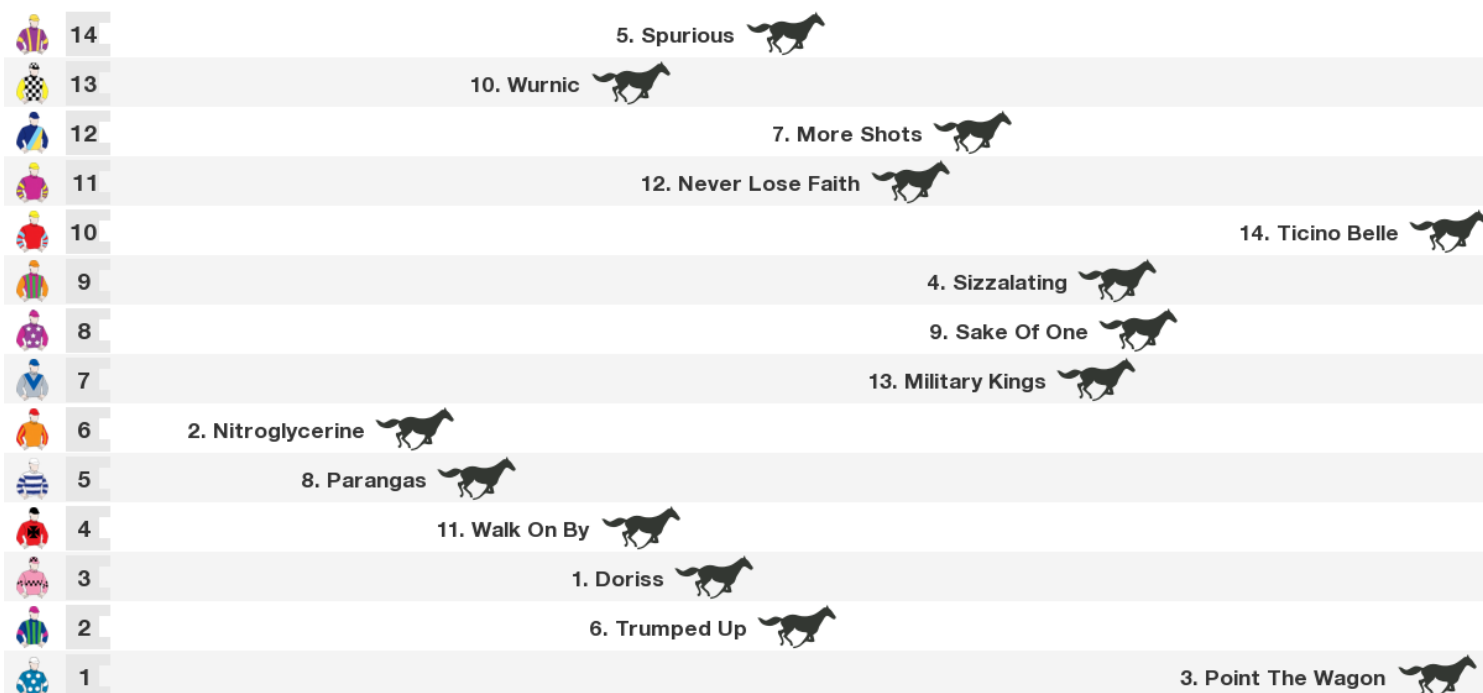 14 5. Spurious
13 10. Wurnic
12 7. More Shots
11 12. Never Lose Faith
10 14. Ticino Belle
9 4. Sizzalating
8 9. Sake Of One
7 13. Military Kings
6 2. Nitroglycerine
5 8. Parangas
4 11. Walk On By
3 1. Doriss
2 6. Trumped Up
1 3. Point The Wagon